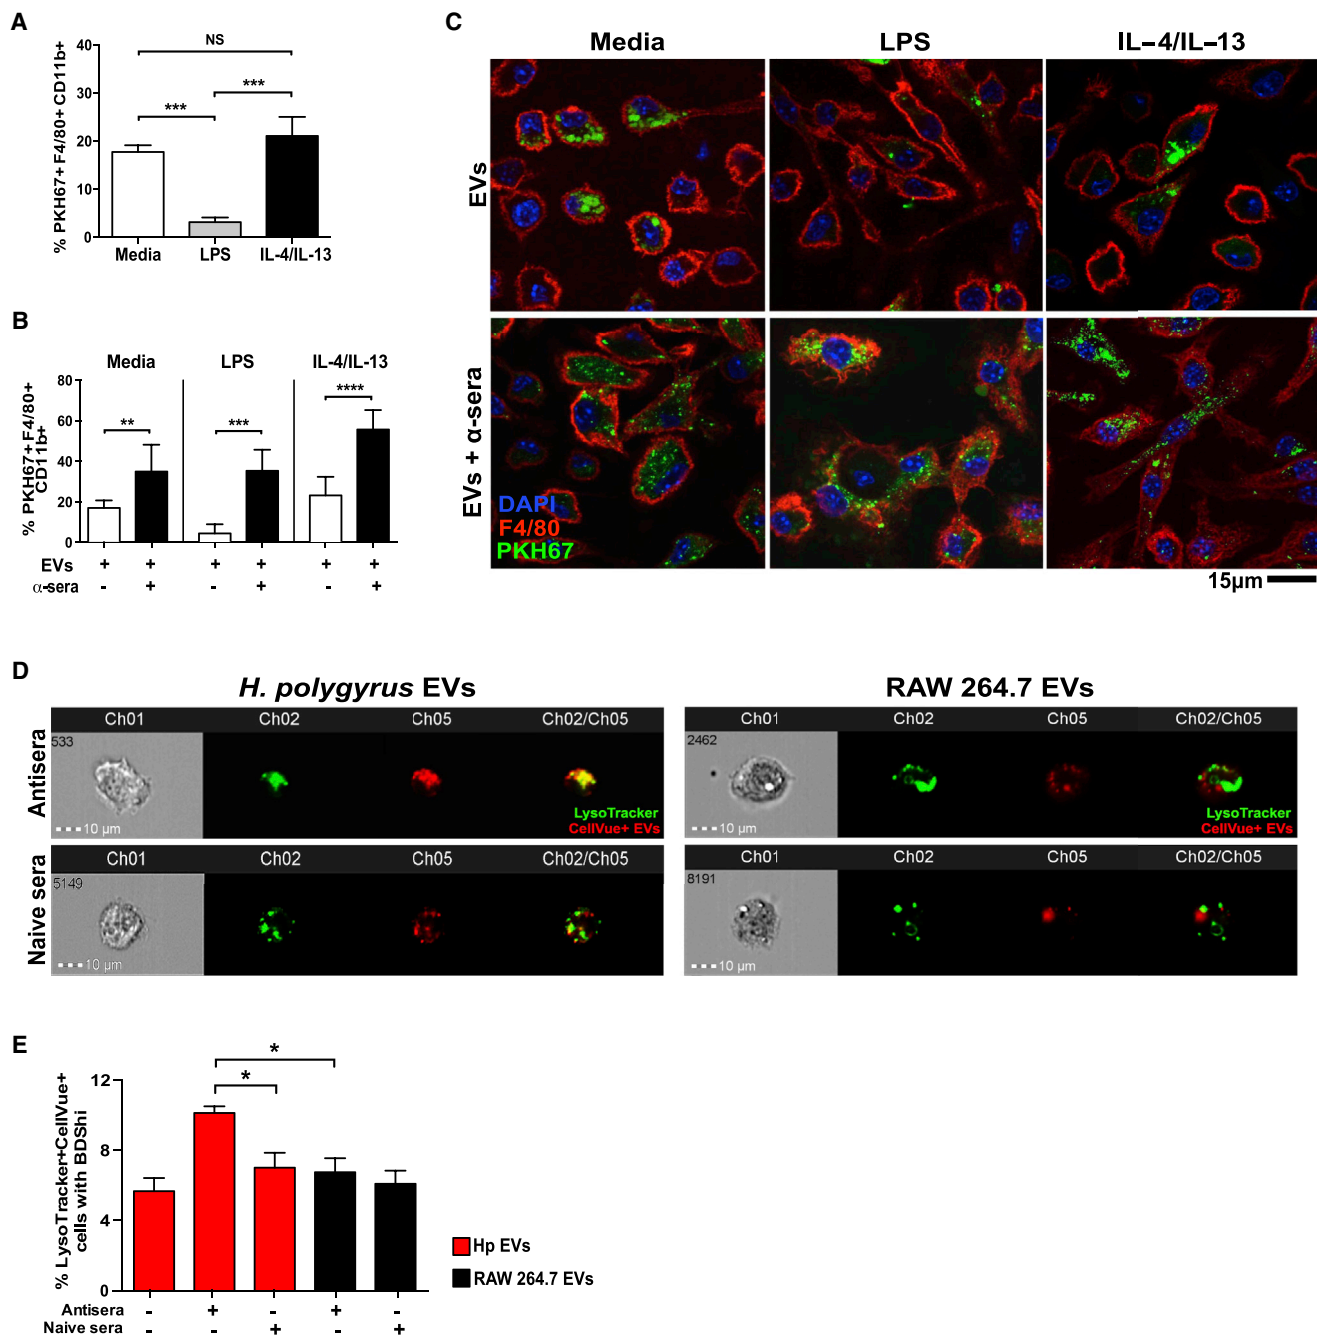 A
% PKH67+ F4/80+ CD11b+
40
30
20
10
0
NS
***
***
Media
LPS
IL-4/IL-13
B
Media
LPS
IL-4/IL-13
% PKH67+F4/80+
CD11b+
80
60
40
20
0
**
***
****
EVs + + + + + +
α-sera - + - + - +
C
Media
LPS
IL–4/IL–13
EVs
EVs + α-sera
DAPI
F4/80
PKH67
15µm
D
H. polygyrus EVs
RAW 264.7 EVs
Antisera
Ch01 Ch02 Ch05 Ch02/Ch05
533
10 µm
LysoTracker
CellVue+ EVs
Ch01 Ch02 Ch05 Ch02/Ch05
2462
10 µm
LysoTracker
CellVue+ EVs
Naive sera
Ch01 Ch02 Ch05 Ch02/Ch05
5149
10 µm
Ch01 Ch02 Ch05 Ch02/Ch05
8191
10 µm
E
% LysoTracker+CellVue+
cells with BDShi
12
8
4
0
*
*
Hp EVs
RAW 264.7 EVs
Antisera - + - + -
Naive sera - - + - +